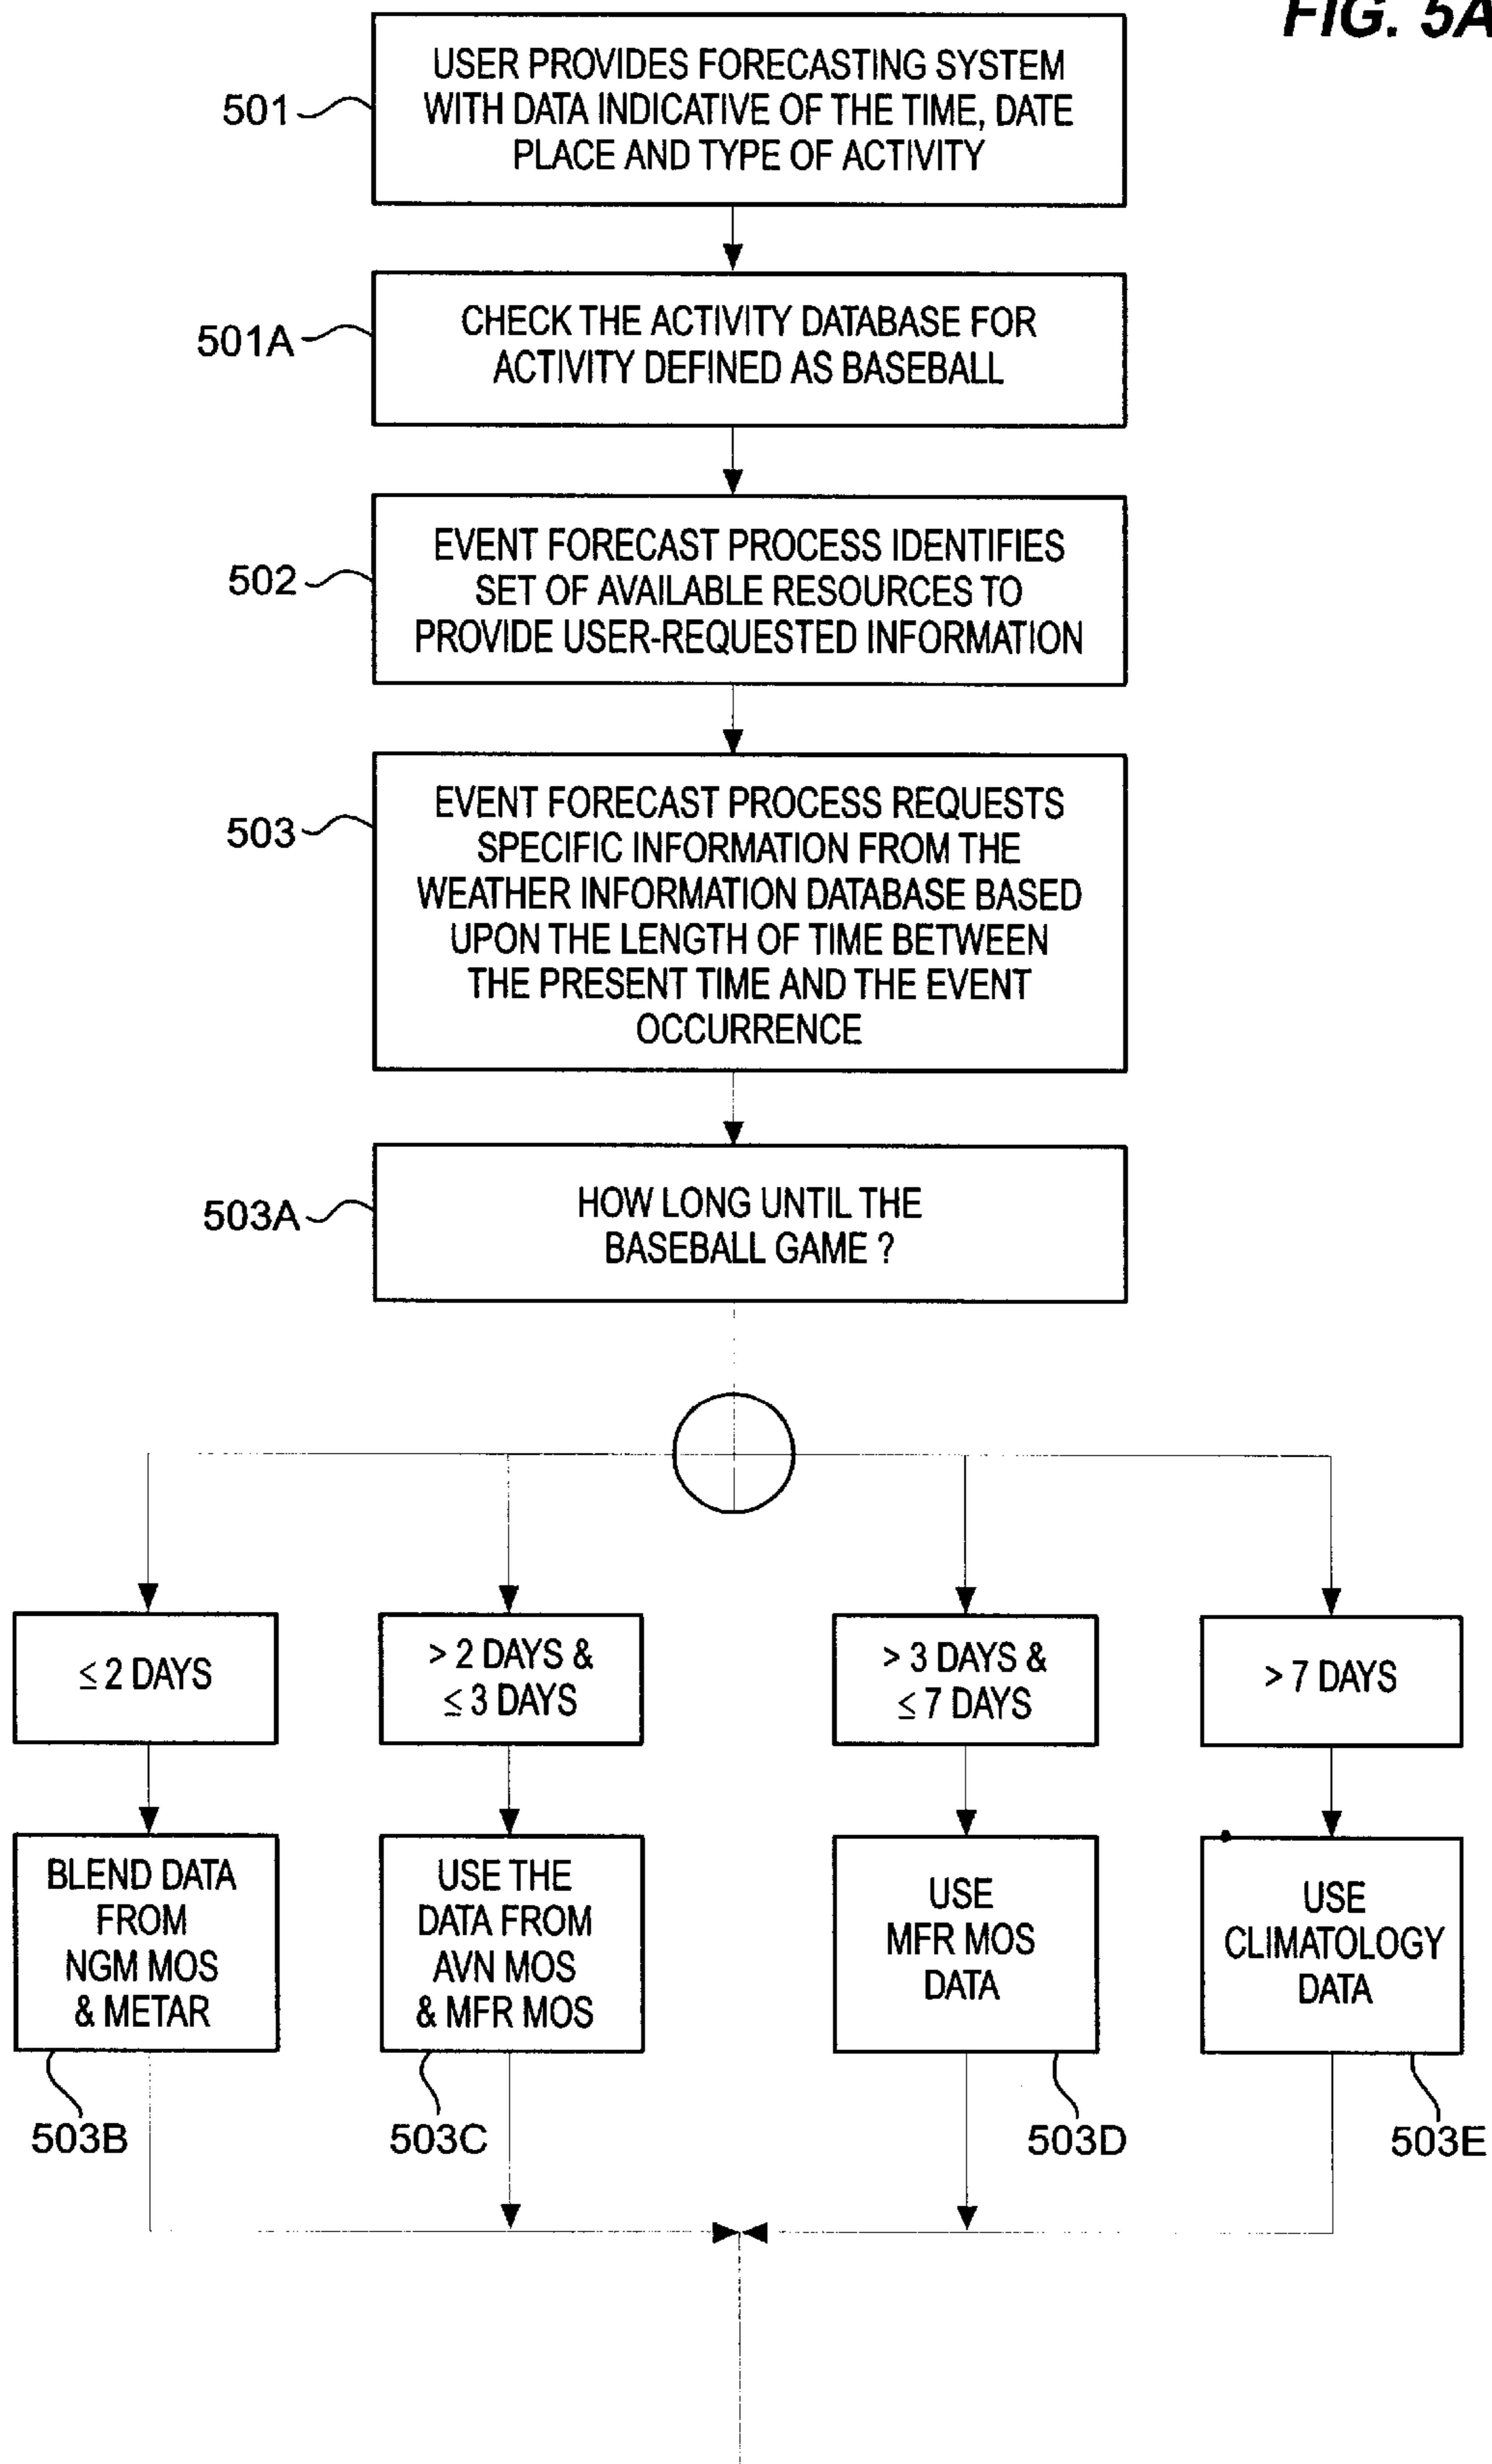 FIG. 5A
USER PROVIDES FORECASTING SYSTEM
WITH DATA INDICATIVE OF THE TIME, DATE
PLACE AND TYPE OF ACTIVITY
501
CHECK THE ACTIVITY DATABASE FOR
ACTIVITY DEFINED AS BASEBALL
501A
EVENT FORECAST PROCESS IDENTIFIES
SET OF AVAILABLE RESOURCES TO
PROVIDE USER-REQUESTED INFORMATION
502
EVENT FORECAST PROCESS REQUESTS
SPECIFIC INFORMATION FROM THE
WEATHER INFORMATION DATABASE BASED
UPON THE LENGTH OF TIME BETWEEN
THE PRESENT TIME AND THE EVENT
OCCURRENCE
503
HOW LONG UNTIL THE
BASEBALL GAME ?
503A
≤ 2 DAYS
> 2 DAYS &
≤ 3 DAYS
> 3 DAYS &
≤ 7 DAYS
> 7 DAYS
BLEND DATA
FROM
NGM MOS
& METAR
USE THE
DATA FROM
AVN MOS
& MFR MOS
USE
MFR MOS
DATA
USE
CLIMATOLOGY
DATA
503B
503C
503D
503E